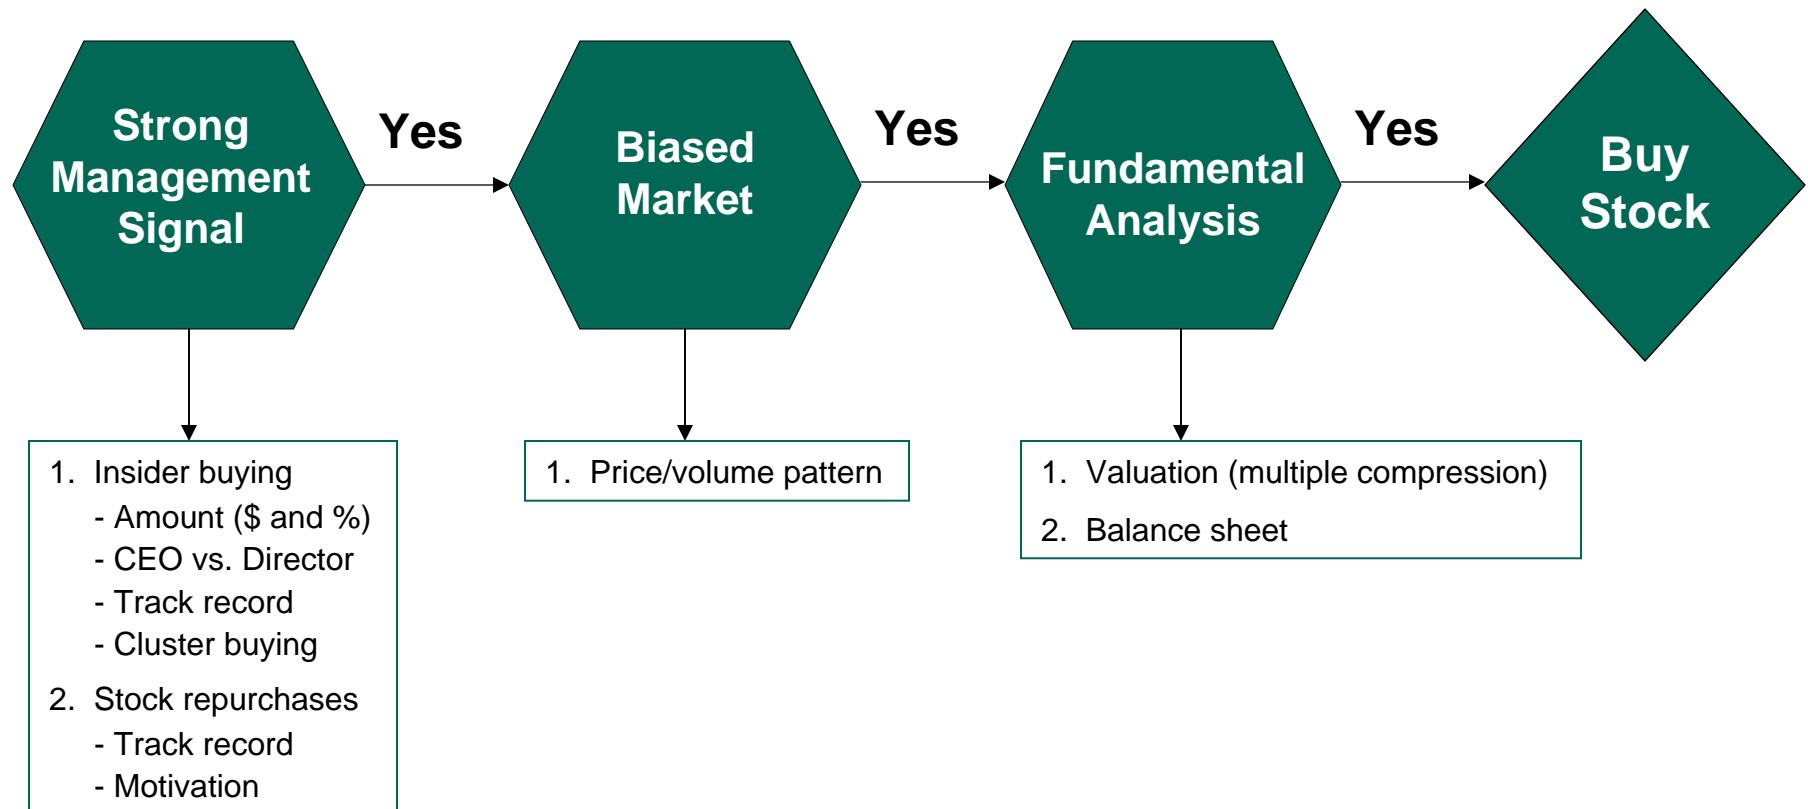 Strong
Management
Signal
Yes
Biased
Market
Yes
Fundamental
Analysis
Yes
Buy
Stock
1. Insider buying
- Amount ($ and %)
- CEO vs. Director
- Track record
- Cluster buying
2. Stock repurchases
- Track record
- Motivation
1. Price/volume pattern
1. Valuation (multiple compression)
2. Balance sheet